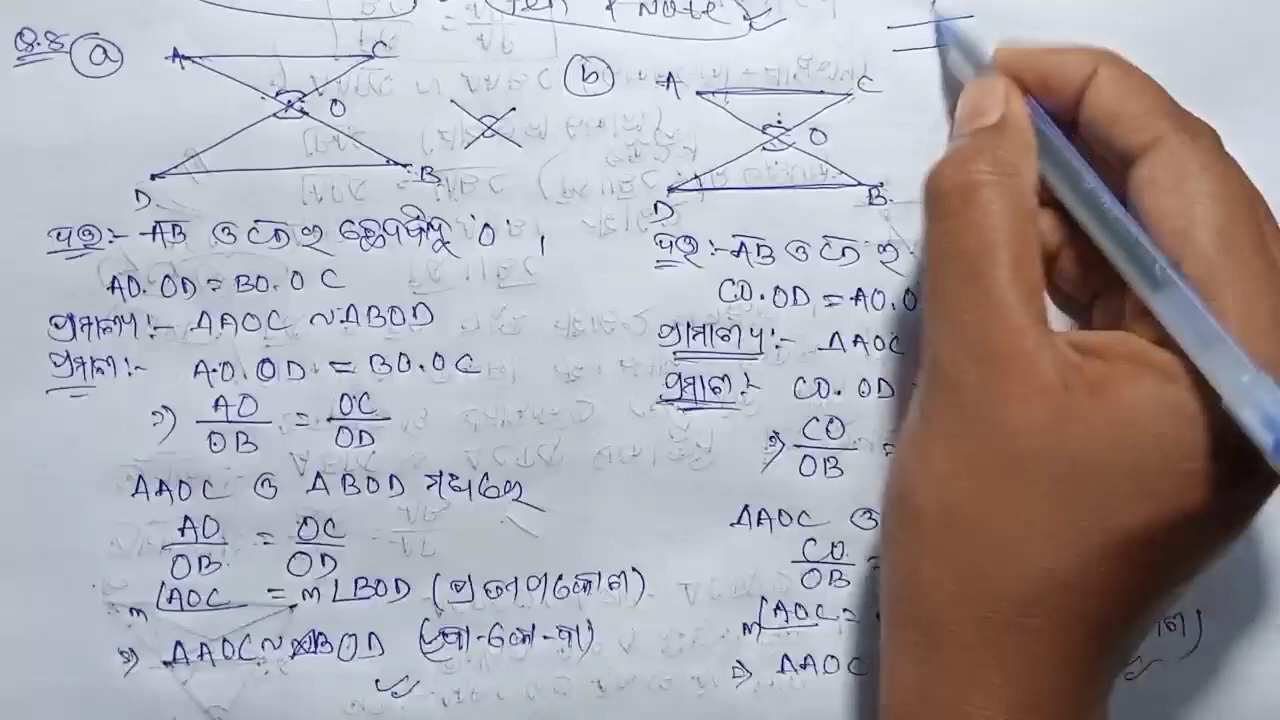 & Note
Q.8 (a)
A C
O
D B
ଦତ୍ତ :- AB ଓ CD ର ଛେଦବିନ୍ଦୁ 'O' ।
AO. OD = BO. OC
ପ୍ରାମାଣ୍ୟ :- ΔAOC ~ ΔBOD
ପ୍ରମାଣ :- AO. OD = BO. OC
⇒ AO/OB = OC/OD
ΔAOC ଓ ΔBOD ମଧ୍ୟରେ
AO/OB = OC/OD
m∠AOC = m∠BOD (ପ୍ରତୀପକୋଣ)
⇒ ΔAOC ~ ΔBOD (ବା-କୋ-ବା)
(b)
A C
O
D B
ଦତ୍ତ :- AB ଓ CD ର
CO. OD = AO. O
ପ୍ରାମାଣ୍ୟ :- ΔAOC
ପ୍ରମାଣ :- CO. OD
⇒ CO/OB =
ΔAOC ଓ
CO/OB =
m∠AOC =
⇒ ΔAOC